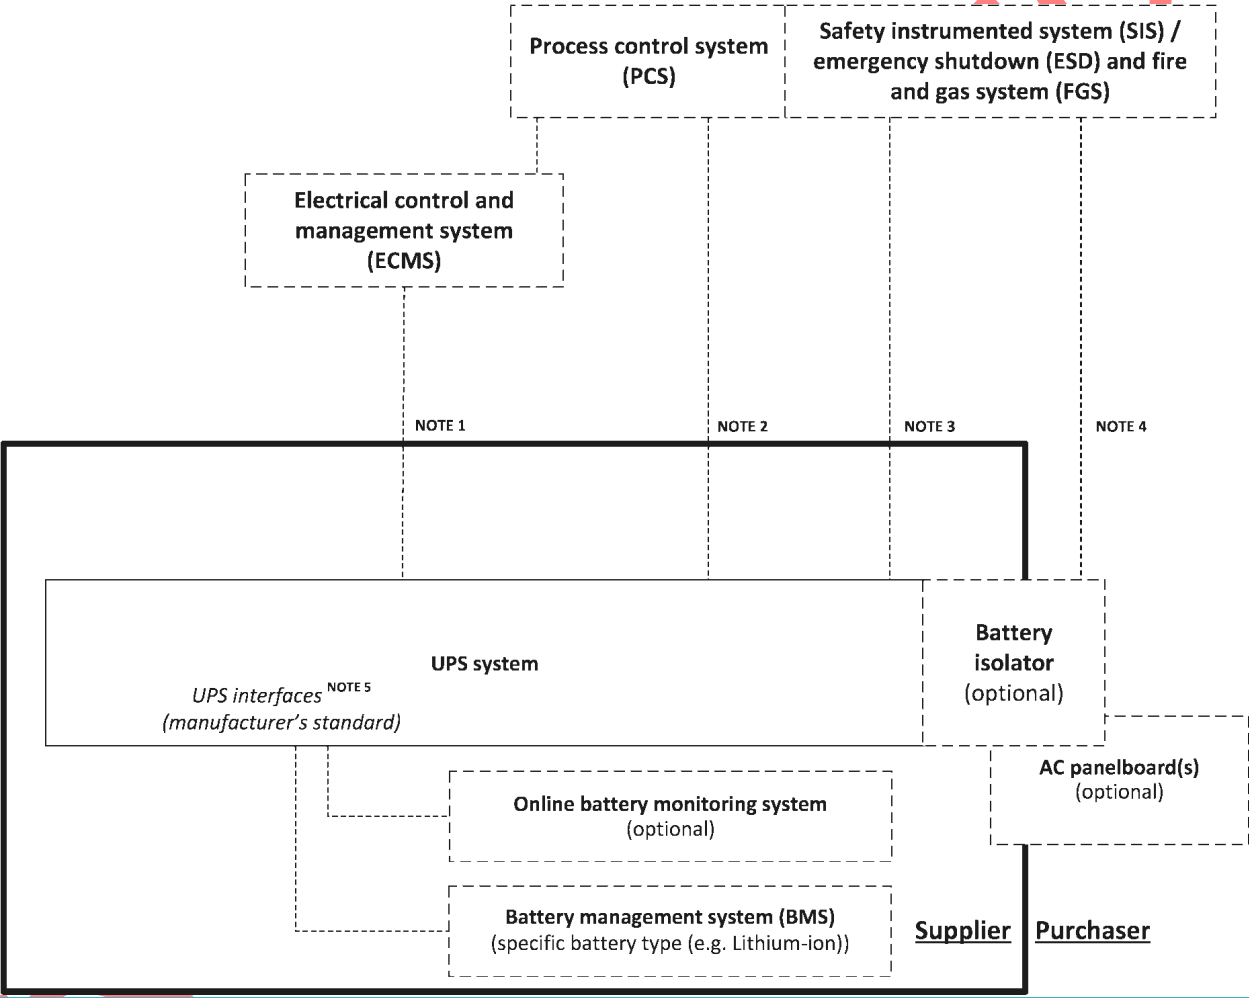 Process control system
(PCS)
Safety instrumented system (SIS) /
emergency shutdown (ESD) and fire
and gas system (FGS)
Electrical control and
management system
(ECMS)
NOTE 1
NOTE 2
NOTE 3
NOTE 4
UPS system
UPS interfaces NOTE 5
(manufacturer's standard)
Battery
isolator
(optional)
AC panelboard(s)
(optional)
Online battery monitoring system
(optional)
Battery management system (BMS)
(specific battery type (e.g. Lithium-ion))
Supplier
Purchaser